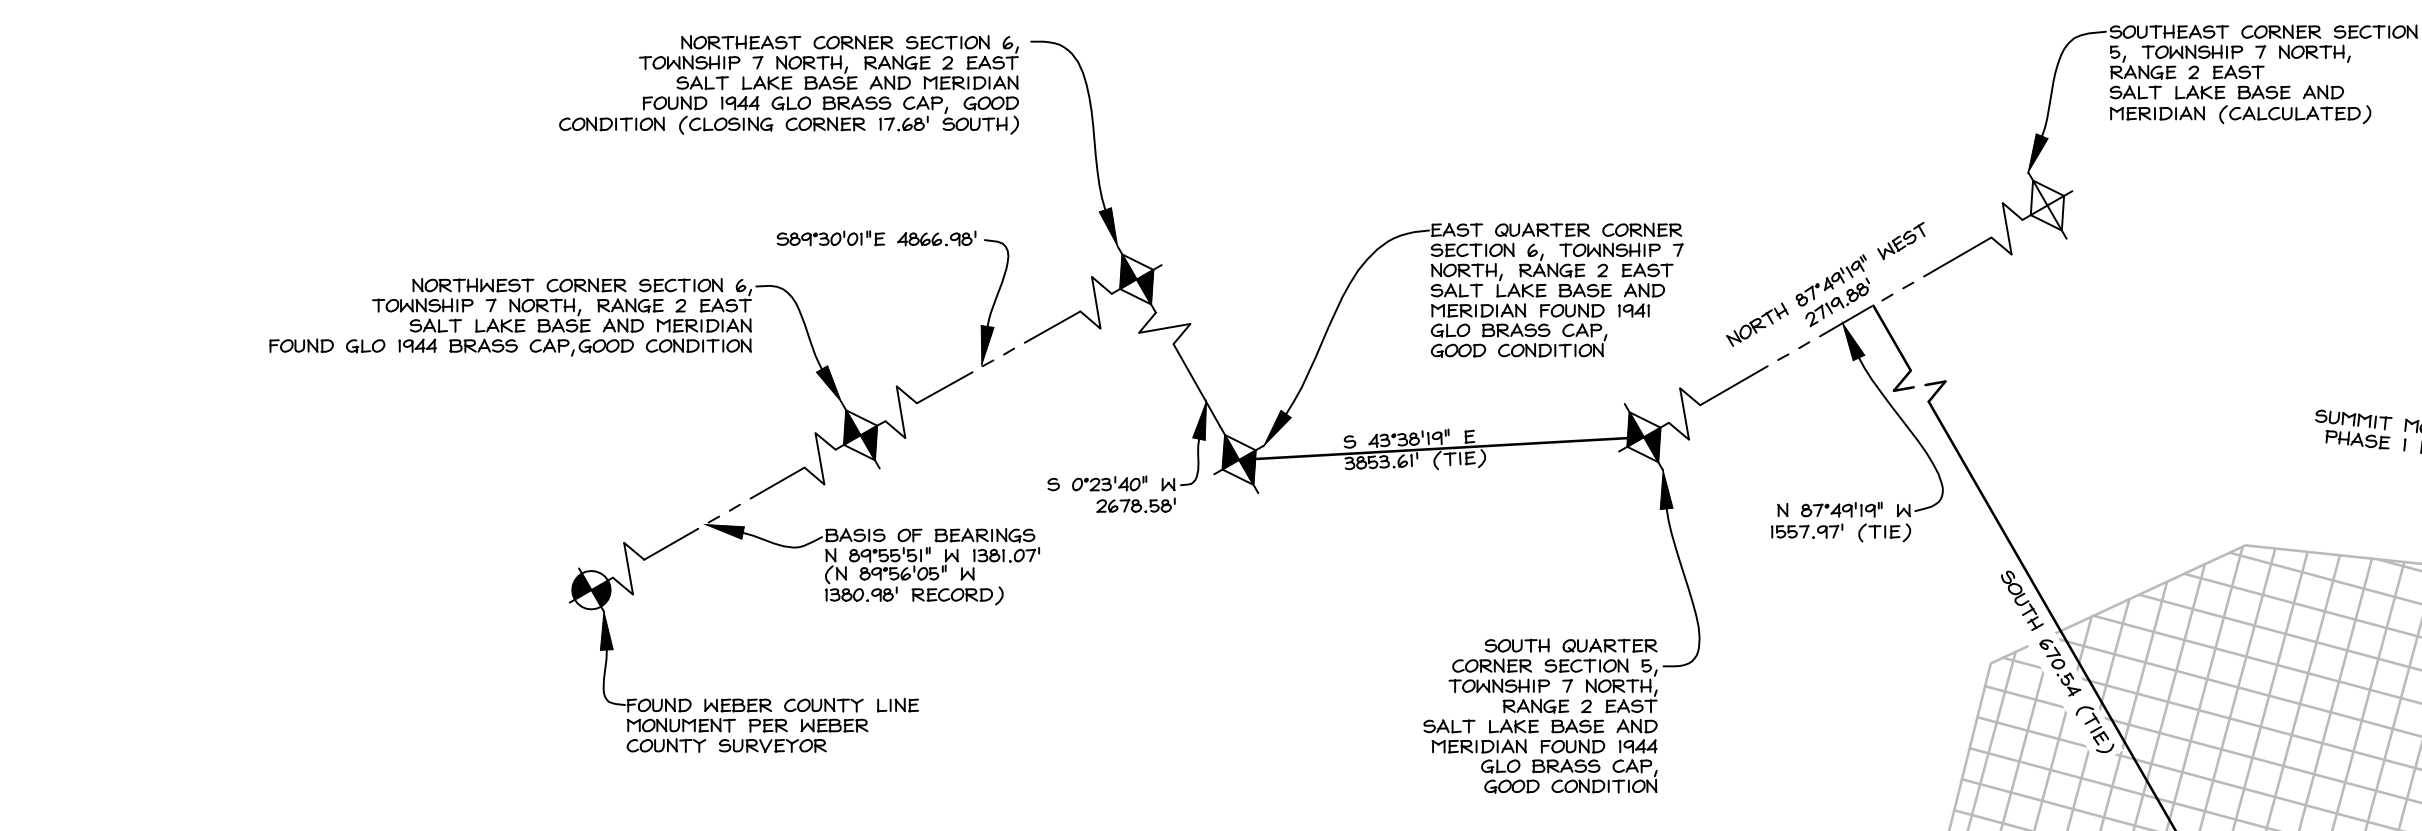 NORTHEAST CORNER SECTION 6,
TOWNSHIP 7 NORTH, RANGE 2 EAST
SALT LAKE BASE AND MERIDIAN
FOUND 1944 GLO BRASS CAP, GOOD
CONDITION (CLOSING CORNER 17.68' SOUTH)
SOUTHEAST CORNER SECTION
5, TOWNSHIP 7 NORTH,
RANGE 2 EAST
SALT LAKE BASE AND
MERIDIAN (CALCULATED)
S89°30'01"E 4866.98'
NORTHWEST CORNER SECTION 6,
TOWNSHIP 7 NORTH, RANGE 2 EAST
SALT LAKE BASE AND MERIDIAN
FOUND GLO 1944 BRASS CAP,GOOD CONDITION
EAST QUARTER CORNER
SECTION 6, TOWNSHIP 7
NORTH, RANGE 2 EAST
SALT LAKE BASE AND
MERIDIAN FOUND 1941
GLO BRASS CAP,
GOOD CONDITION
NORTH 87°49'19" WEST
2719.88'
S 43°38'19" E
3853.61' (TIE)
S 0°23'40" W
2678.58'
N 87°49'19" W
1557.97' (TIE)
SUMMIT
PHASE 1
BASIS OF BEARINGS
N 89°55'51" W 1381.07'
(N 89°56'05" W
1380.98' RECORD)
SOUTH 670.54 (TIE)
SOUTH QUARTER
CORNER SECTION 5,
TOWNSHIP 7 NORTH,
RANGE 2 EAST
SALT LAKE BASE AND
MERIDIAN FOUND 1944
GLO BRASS CAP,
GOOD CONDITION
FOUND WEBER COUNTY LINE
MONUMENT PER WEBER
COUNTY SURVEYOR